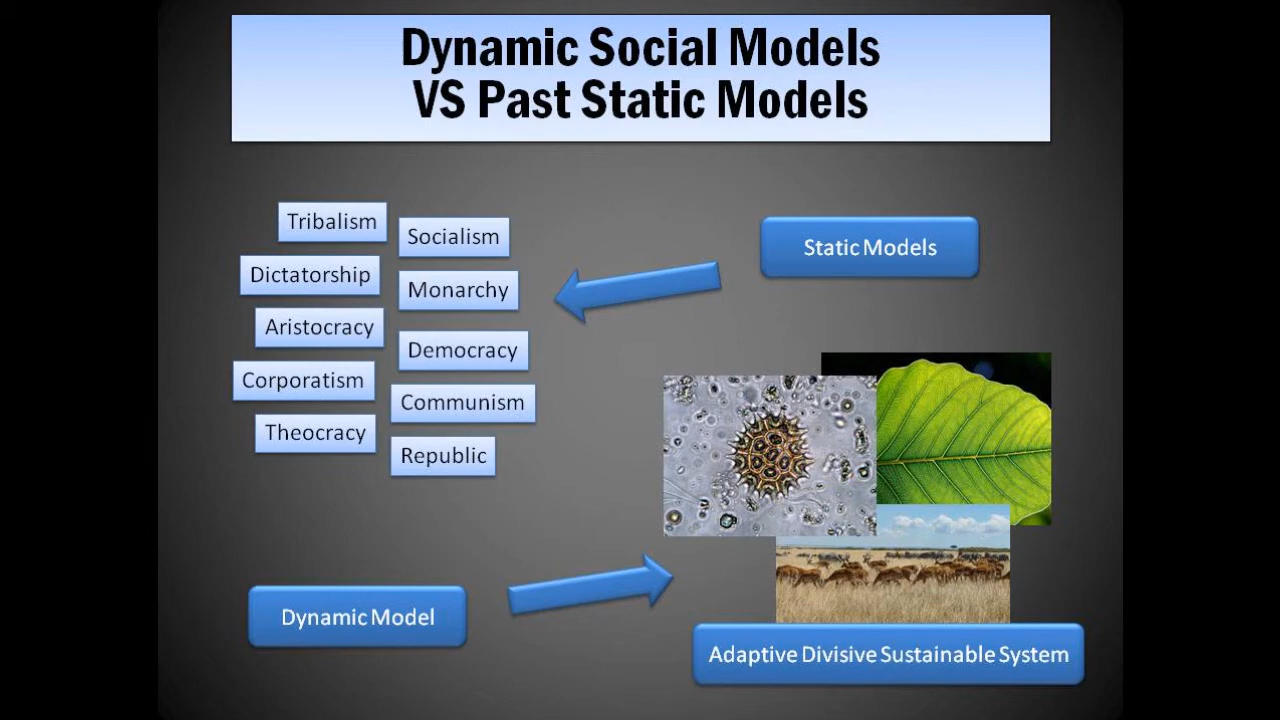 Dynamic Social Models
VS Past Static Models
Tribalism
Socialism
Dictatorship
Monarchy
Aristocracy
Democracy
Corporatism
Communism
Theocracy
Republic
Static Models
Dynamic Model
Adaptive Divisive Sustainable System